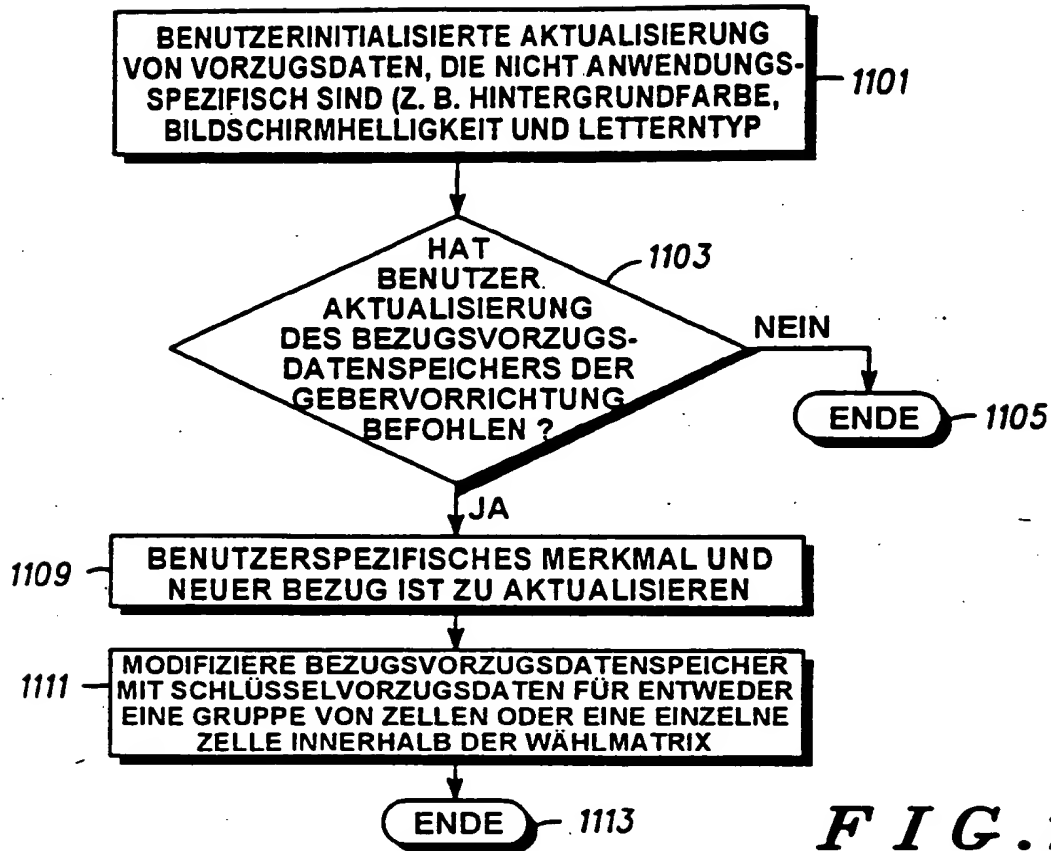 BENUTZERINITIALISIERTE AKTUALISIERUNG
VON VORZUGSDATEN, DIE NICHT ANWENDUNGS-
SPEZIFISCH SIND (Z. B. HINTERGRUNDFARBE,
BILDSCHIRMHELLIGKEIT UND LETTERNTYP
1101
HAT
BENUTZER
AKTUALISIERUNG
DES BEZUGSVORZUGS-
DATENSPEICHERS DER
GEBERVORRICHTUNG
BEFOHLEN ?
1103
NEIN
ENDE
1105
JA
1109
BENUTZERSPEZIFISCHES MERKMAL UND
NEUER BEZUG IST ZU AKTUALISIEREN
1111
MODIFIZIERE BEZUGSVORZUGSDATENSPEICHER
MIT SCHLÜSSELVORZUGSDATEN FÜR ENTWEDER
EINE GRUPPE VON ZELLEN ODER EINE EINZELNE
ZELLE INNERHALB DER WÄHLMATRIX
ENDE
1113
FIG.